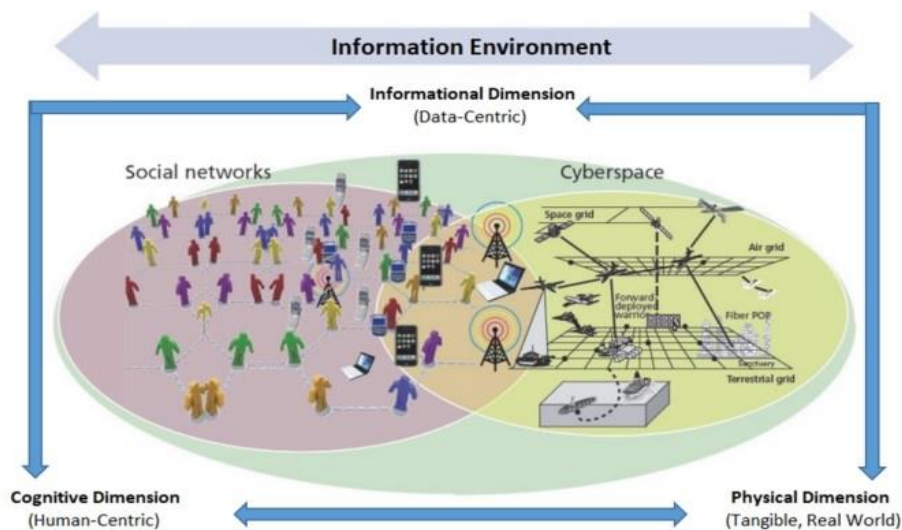 Information Environment
Informational Dimension
(Data-Centric)
Social networks
Cyberspace
Space grid
Air grid
Forward
deployed
warrior
Fiber POP
Sanctuary
Terrestrial grid
Cognitive Dimension
(Human-Centric)
Physical Dimension
(Tangible, Real World)